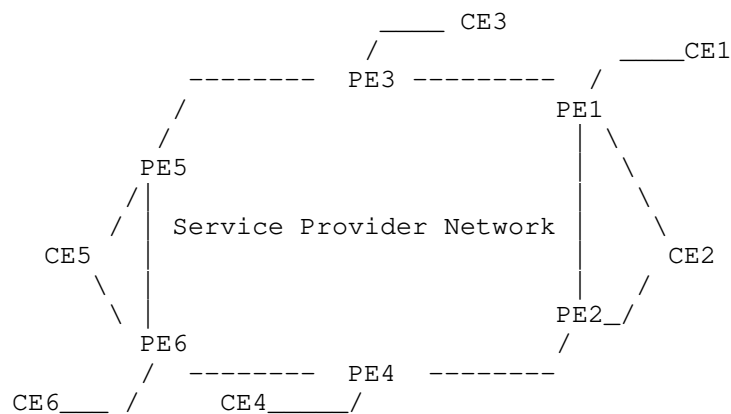 CE3
CE1
PE3
PE1
PE5
Service Provider Network
CE5
CE2
PE2
PE6
PE4
CE6
CE4